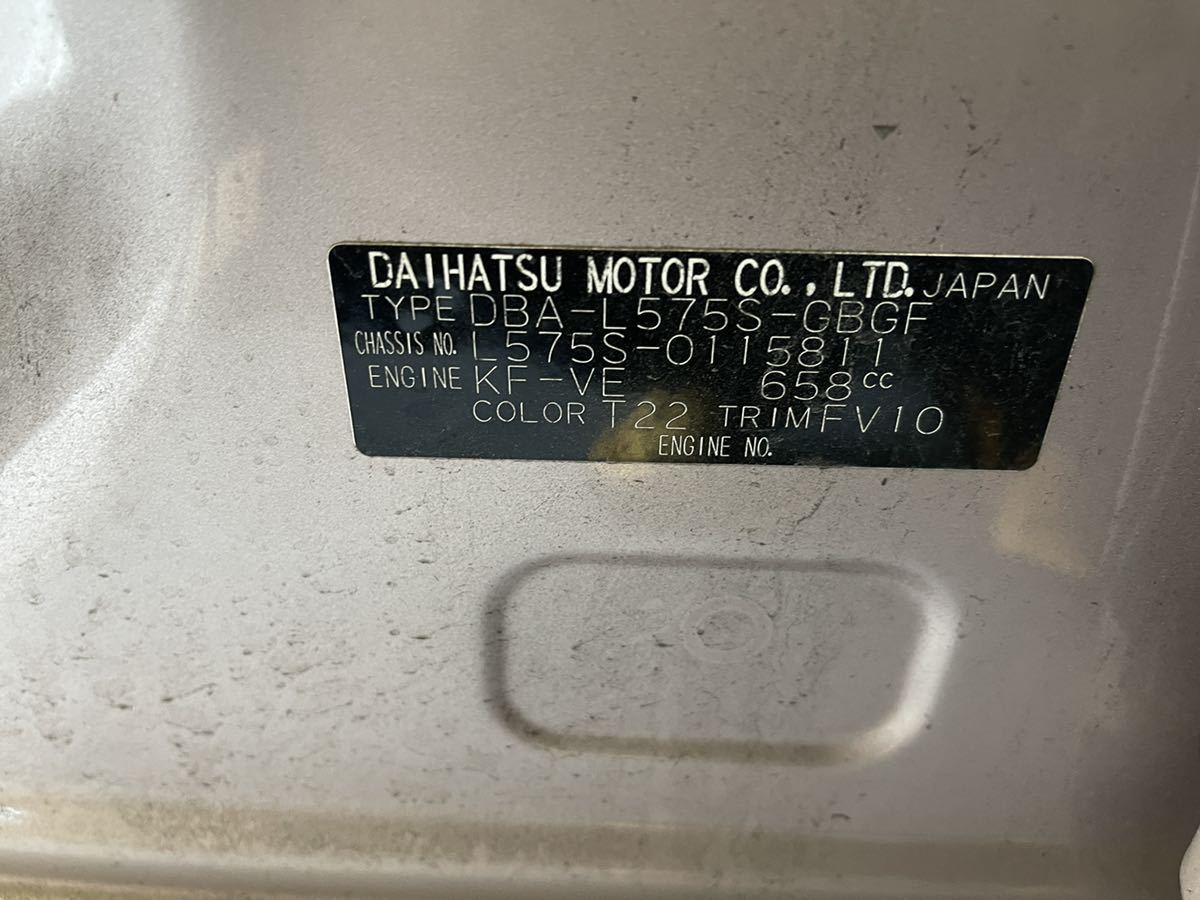 DAIHATSU MOTOR CO., LTD. JAPAN
TYPE DBA-L575S-GBGF
CHASSIS NO. L575S-0115811
ENGINE KF-VE 658cc
COLOR T22 TRIM FV10
ENGINE NO.